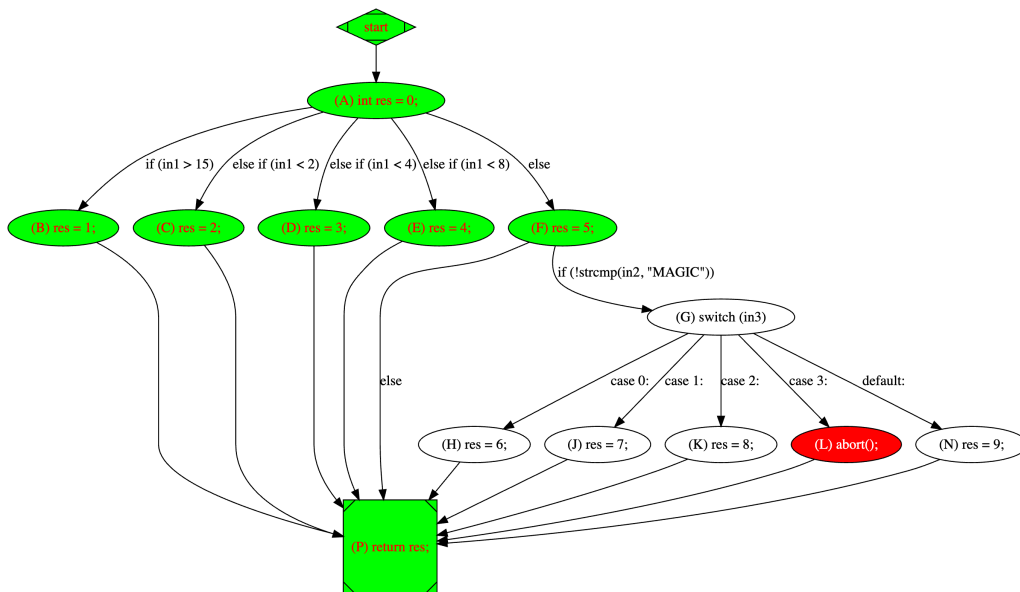 start
(A) int res = 0;
if (in1 > 15)
else if (in1 < 2)
else if (in1 < 4)
else if (in1 < 8)
else
(B) res = 1;
(C) res = 2;
(D) res = 3;
(E) res = 4;
(F) res = 5;
if (!strcmp(in2, "MAGIC"))
(G) switch (in3)
else
case 0:
case 1:
case 2:
case 3:
default:
(H) res = 6;
(J) res = 7;
(K) res = 8;
(L) abort();
(N) res = 9;
(P) return res;